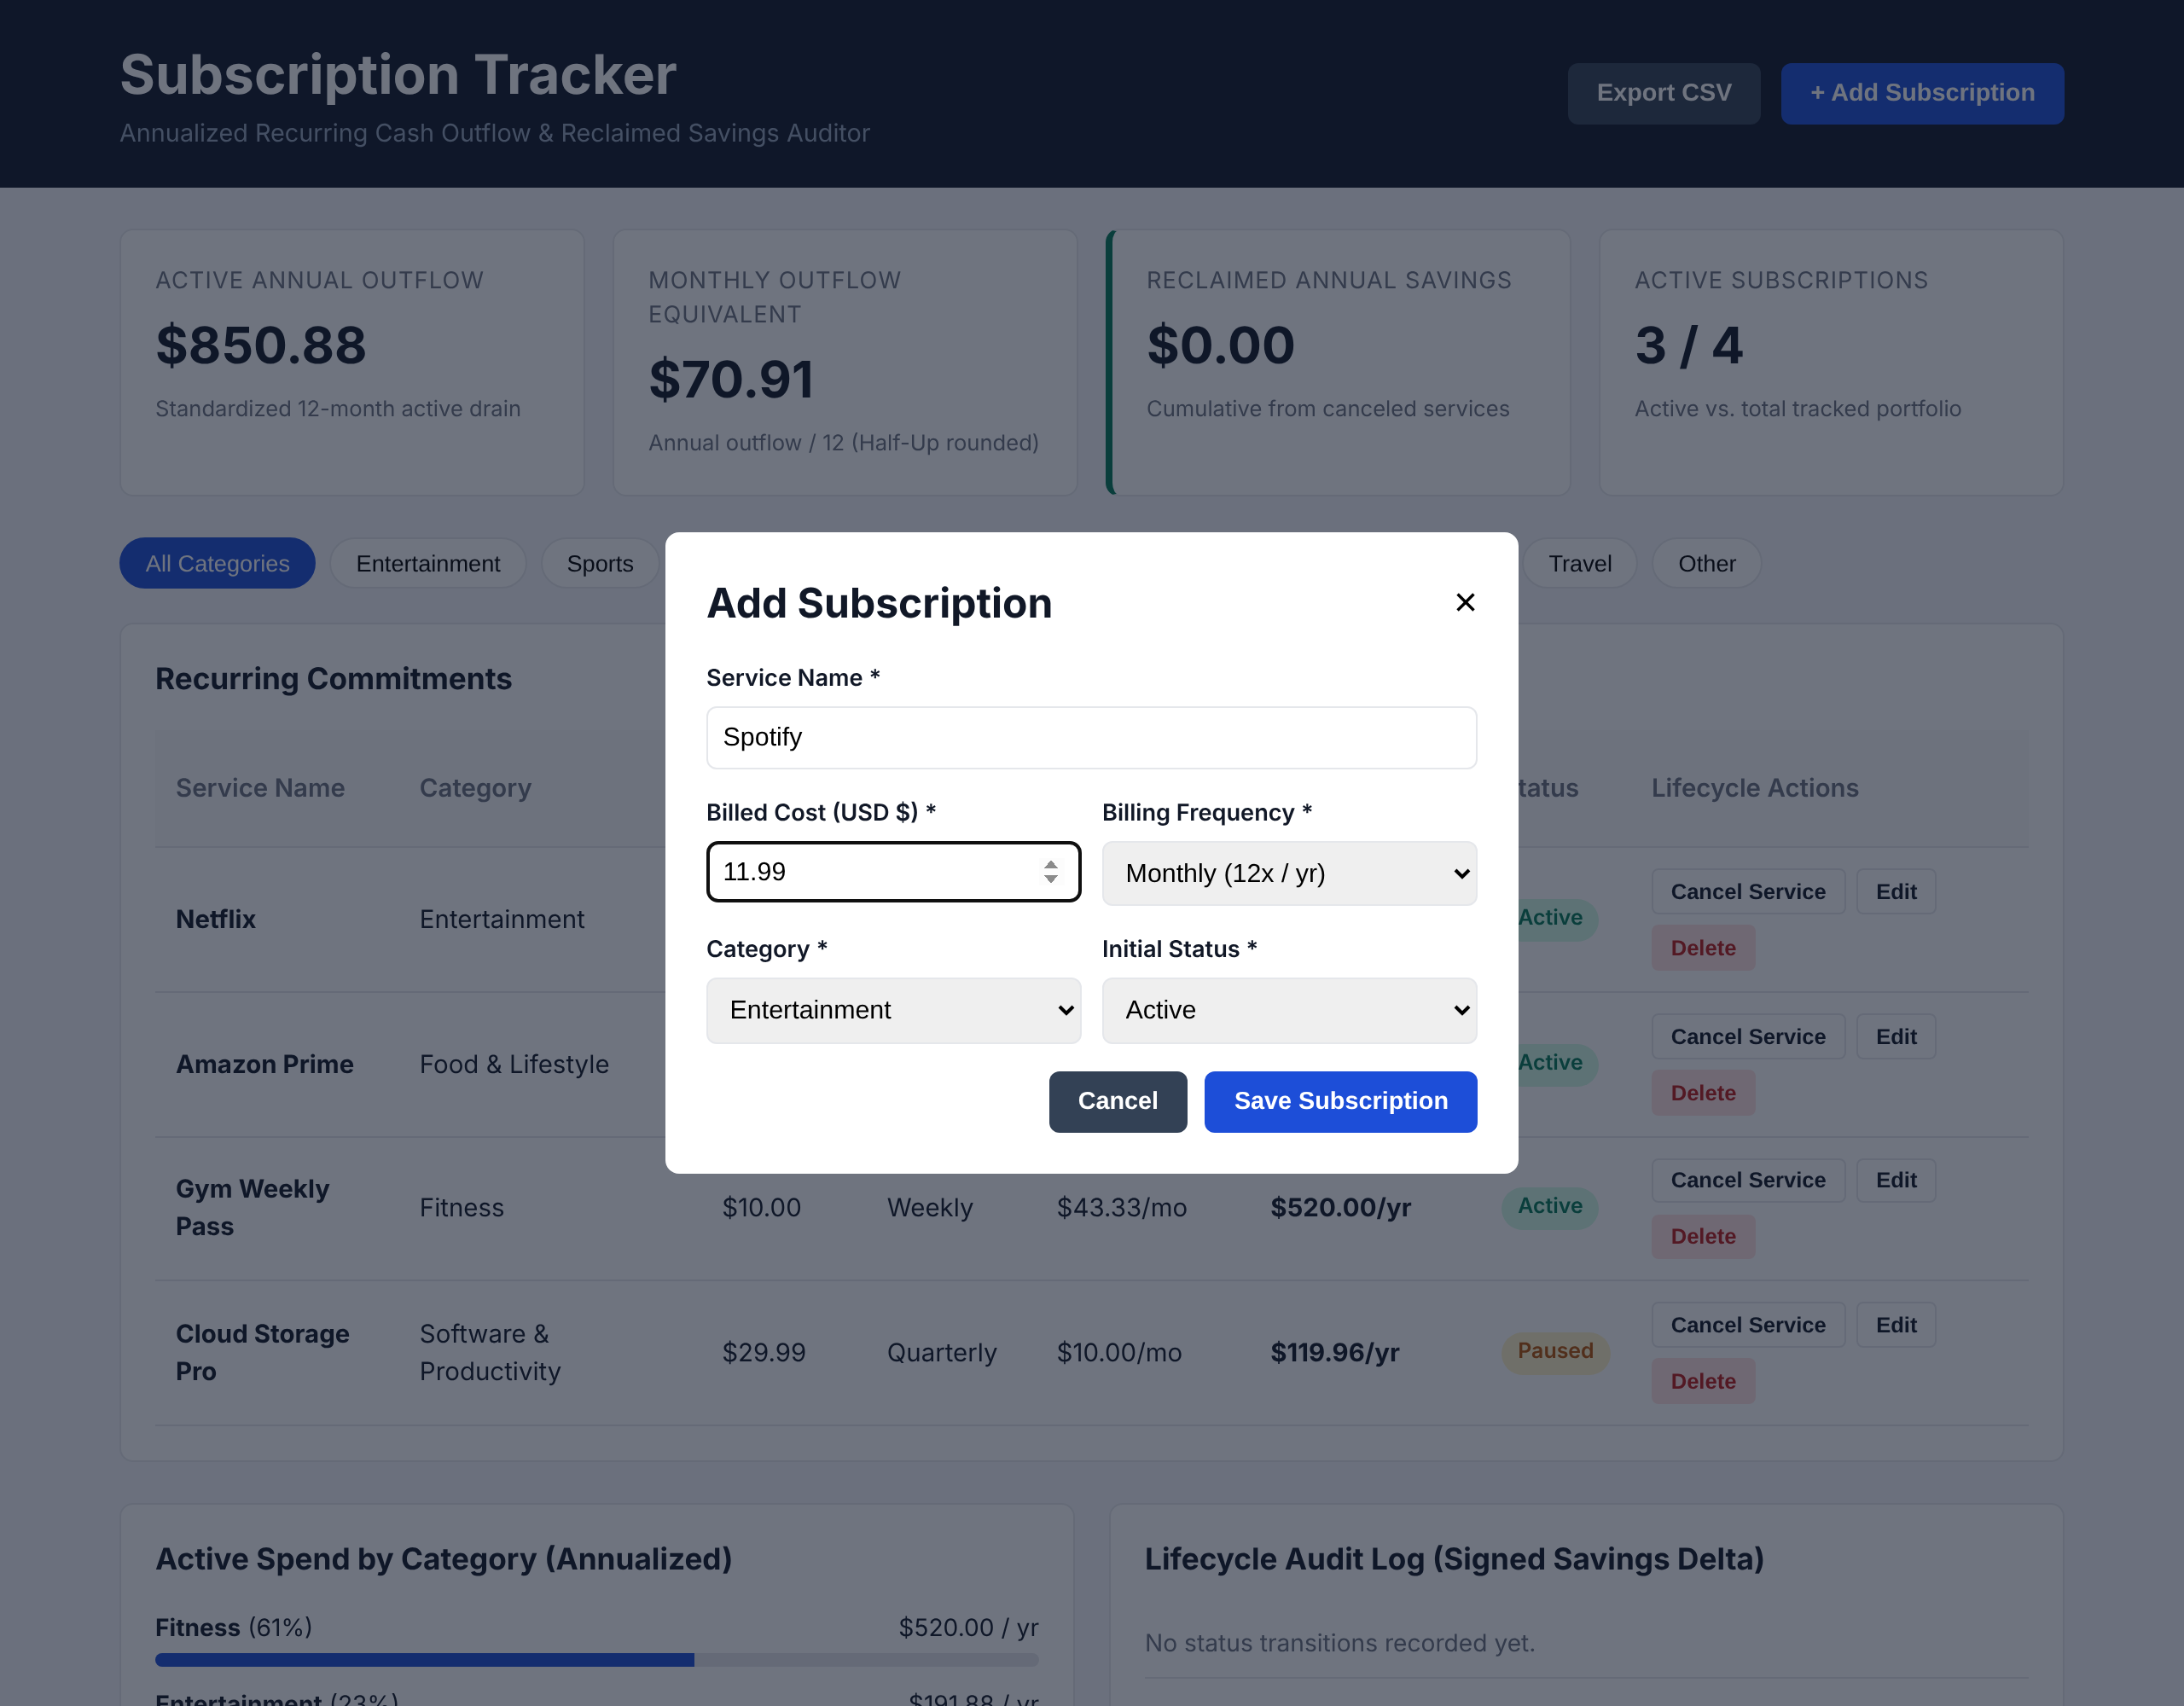 Subscription Tracker
Annualized Recurring Cash Outflow & Reclaimed Savings Auditor
Export CSV
+ Add Subscription
ACTIVE ANNUAL OUTFLOW
$850.88
Standardized 12-month active drain
MONTHLY OUTFLOW
EQUIVALENT
$70.91
Annual outflow / 12 (Half-Up rounded)
RECLAIMED ANNUAL SAVINGS
$0.00
Cumulative from canceled services
ACTIVE SUBSCRIPTIONS
3 / 4
Active vs. total tracked portfolio
All Categories
Entertainment
Sports
Travel
Other
Add Subscription
×
Service Name *
Spotify
Billed Cost (USD $) *
11.99
Billing Frequency *
Monthly (12x / yr)
Category *
Entertainment
Initial Status *
Active
Cancel
Save Subscription
Recurring Commitments
Service Name Category tatus Lifecycle Actions
Netflix Entertainment Active Cancel Service Edit
Delete
Amazon Prime Food & Lifestyle Active Cancel Service Edit
Delete
Gym Weekly
Pass
Fitness $10.00 Weekly $43.33/mo $520.00/yr Active Cancel Service Edit
Delete
Cloud Storage
Pro
Software &
Productivity
$29.99 Quarterly $10.00/mo $119.96/yr Paused Cancel Service Edit
Delete
Active Spend by Category (Annualized)
Fitness (61%) $520.00 / yr
Entertainment (23%) $191.88 / yr
Lifecycle Audit Log (Signed Savings Delta)
No status transitions recorded yet.